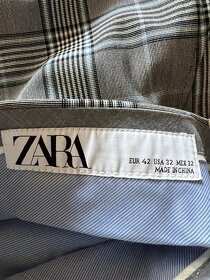 ZARA
EUR 42 USA 32 MEX 32
MADE IN CHINA